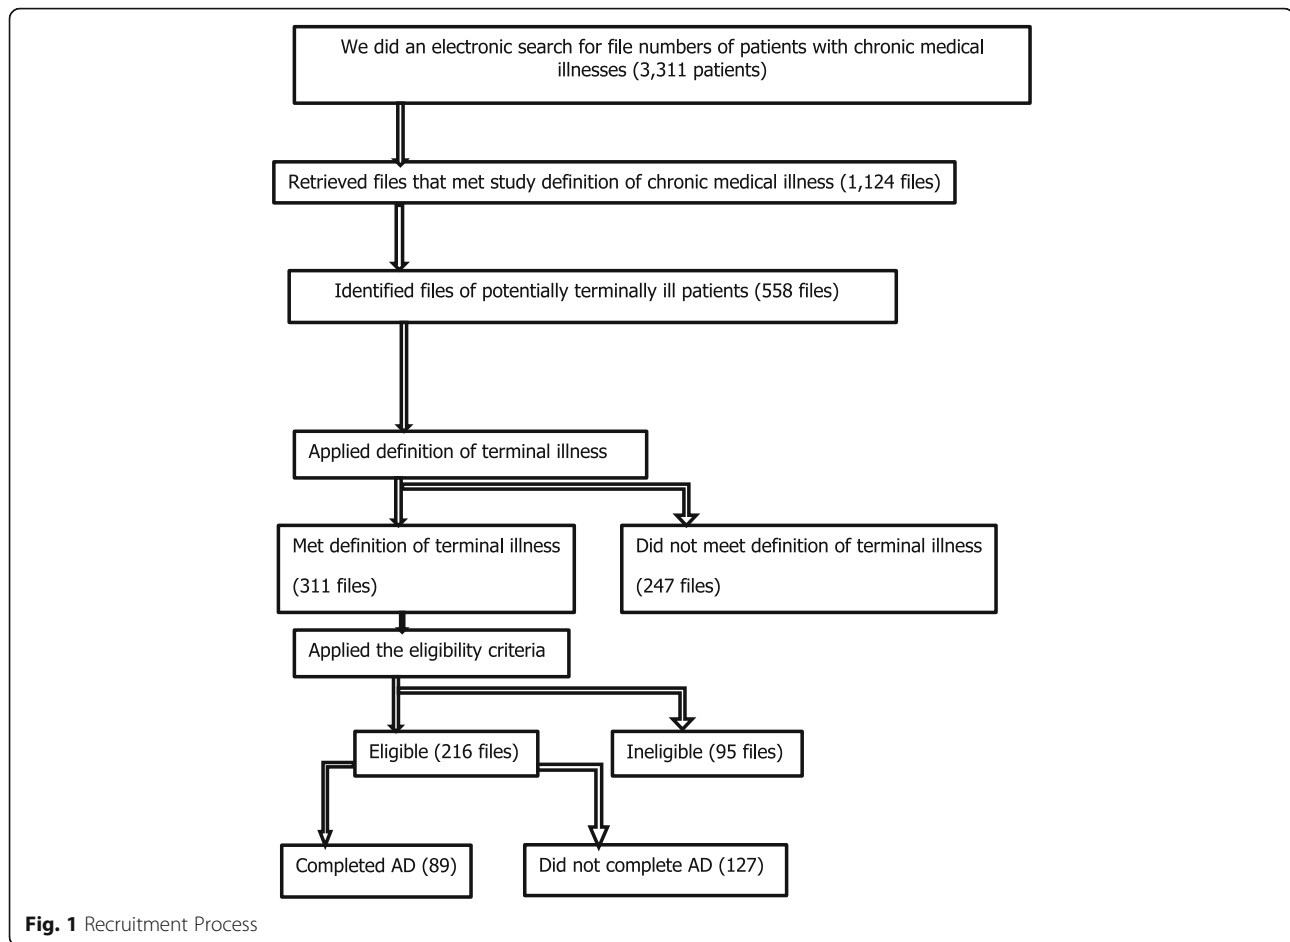 We did an electronic search for file numbers of patients with chronic medical
illnesses (3,311 patients)
Retrieved files that met study definition of chronic medical illness (1,124 files)
Identified files of potentially terminally ill patients (558 files)
Applied definition of terminal illness
Met definition of terminal illness
(311 files)
Did not meet definition of terminal illness
(247 files)
Applied the eligibility criteria
Eligible (216 files)
Ineligible (95 files)
Completed AD (89)
Did not complete AD (127)
Fig. 1 Recruitment Process